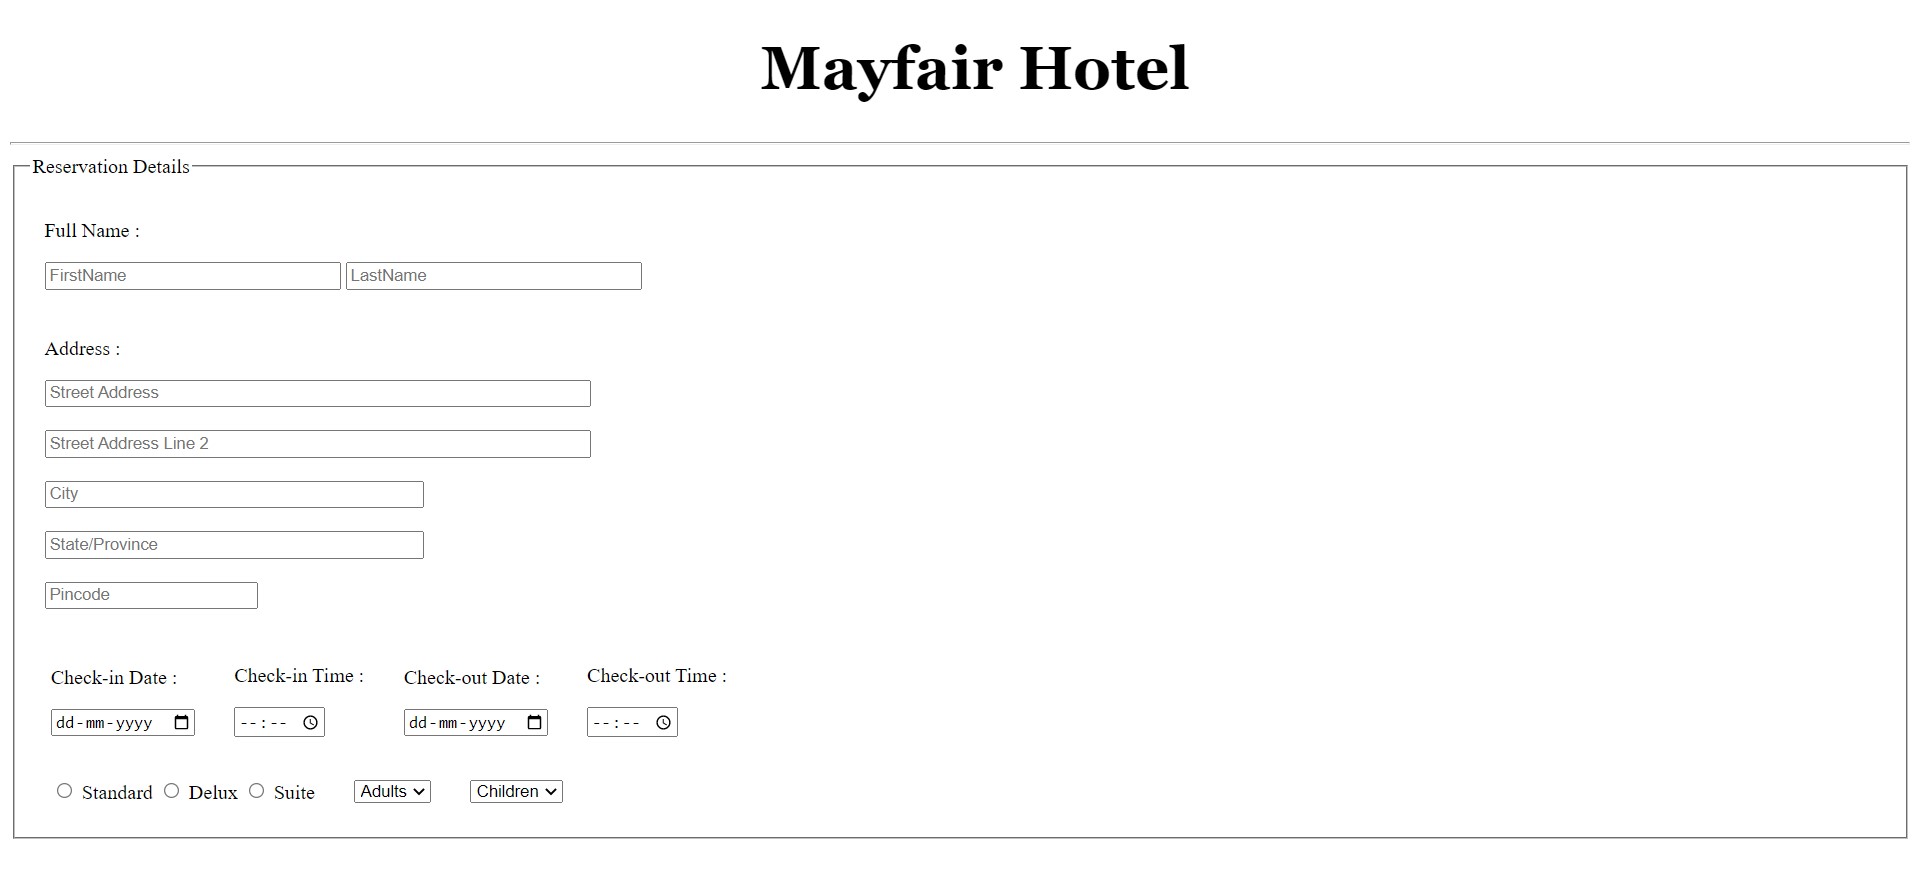 Mayfair Hotel
Reservation Details
Full Name :
FirstName LastName
Address :
Street Address
Street Address Line 2
City
State/Province
Pincode
Check-in Date : Check-in Time : Check-out Date : Check-out Time :
dd-mm-yyyy --:-- dd-mm-yyyy --:--
Standard Delux Suite Adults Children